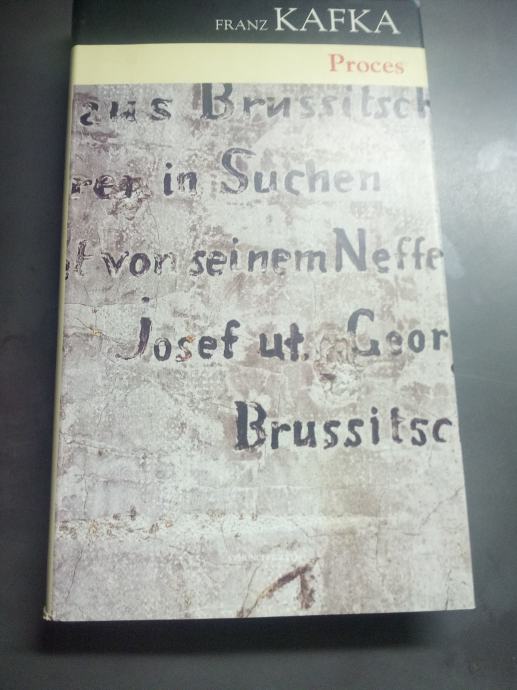 FRANZ KAFKA
Proces
aus Brussitsch
rer in Suchen
t von seinem Neffe
Josef ut. Geor
Brussitsc